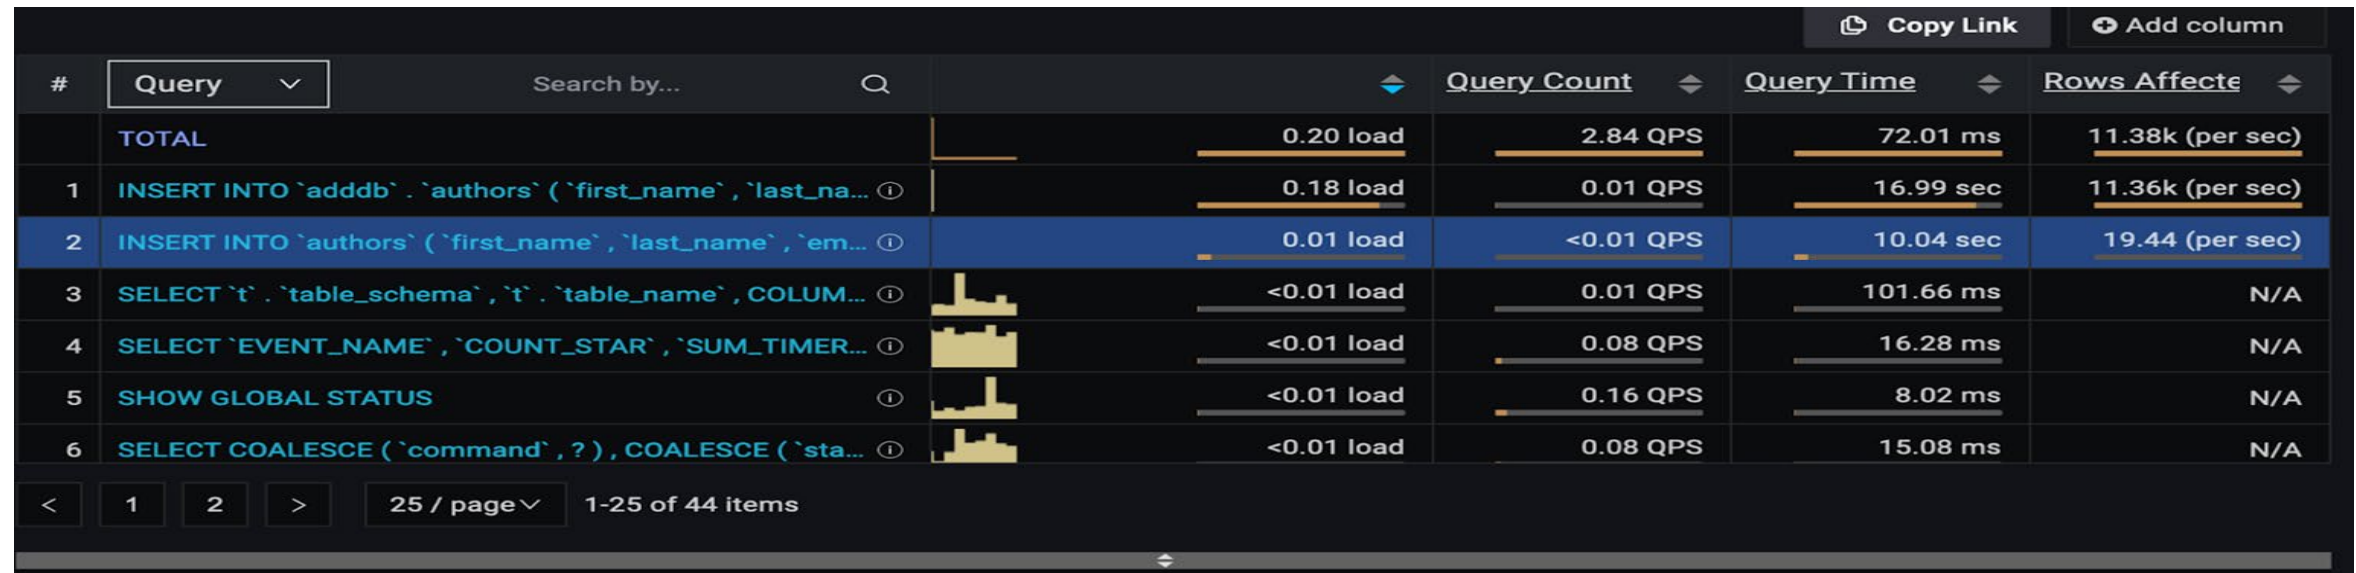 Copy Link Add column
# Query Search by... Query Count Query Time Rows Affecte
TOTAL 0.20 load 2.84 QPS 72.01 ms 11.38k (per sec)
1 INSERT INTO `adddb` . `authors` ( `first_name` , `last_na... 0.18 load 0.01 QPS 16.99 sec 11.36k (per sec)
2 INSERT INTO `authors` ( `first_name` , `last_name` , `em... 0.01 load <0.01 QPS 10.04 sec 19.44 (per sec)
3 SELECT `t` . `table_schema` , `t` . `table_name` , COLUM... <0.01 load 0.01 QPS 101.66 ms N/A
4 SELECT `EVENT_NAME` , `COUNT_STAR` , `SUM_TIMER... <0.01 load 0.08 QPS 16.28 ms N/A
5 SHOW GLOBAL STATUS <0.01 load 0.16 QPS 8.02 ms N/A
6 SELECT COALESCE ( `command` , ? ) , COALESCE ( `sta... <0.01 load 0.08 QPS 15.08 ms N/A
< 1 2 > 25 / page 1-25 of 44 items